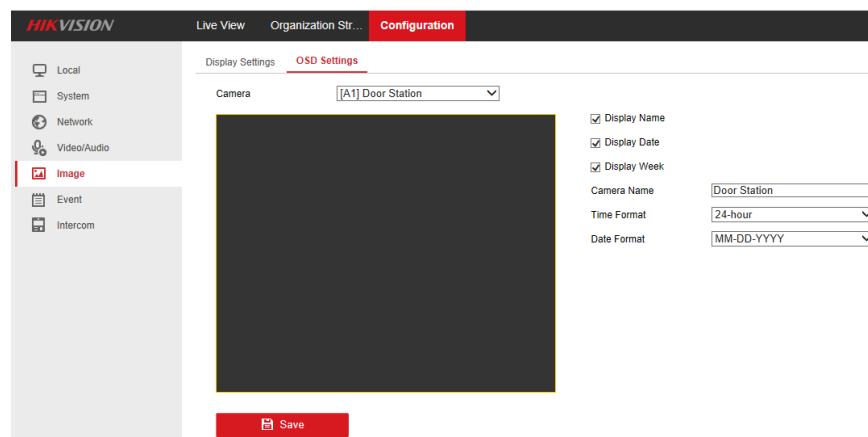 HIKVISION
Live View Organization Str... Configuration
Local
System
Network
Video/Audio
Image
Event
Intercom
Display Settings OSD Settings
Camera [A1] Door Station
Display Name
Display Date
Display Week
Camera Name Door Station
Time Format 24-hour
Date Format MM-DD-YYYY
Save